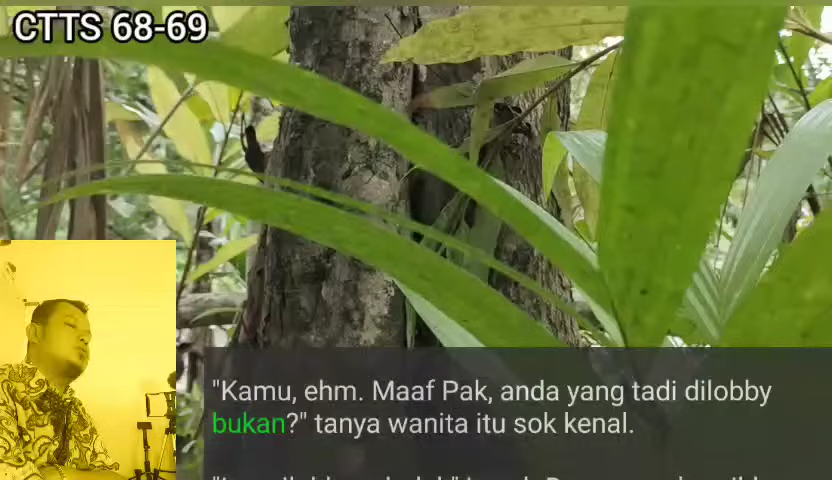 CTTS 68-69
"Kamu, ehm. Maaf Pak, anda yang tadi dilobby
bukan?" tanya wanita itu sok kenal.